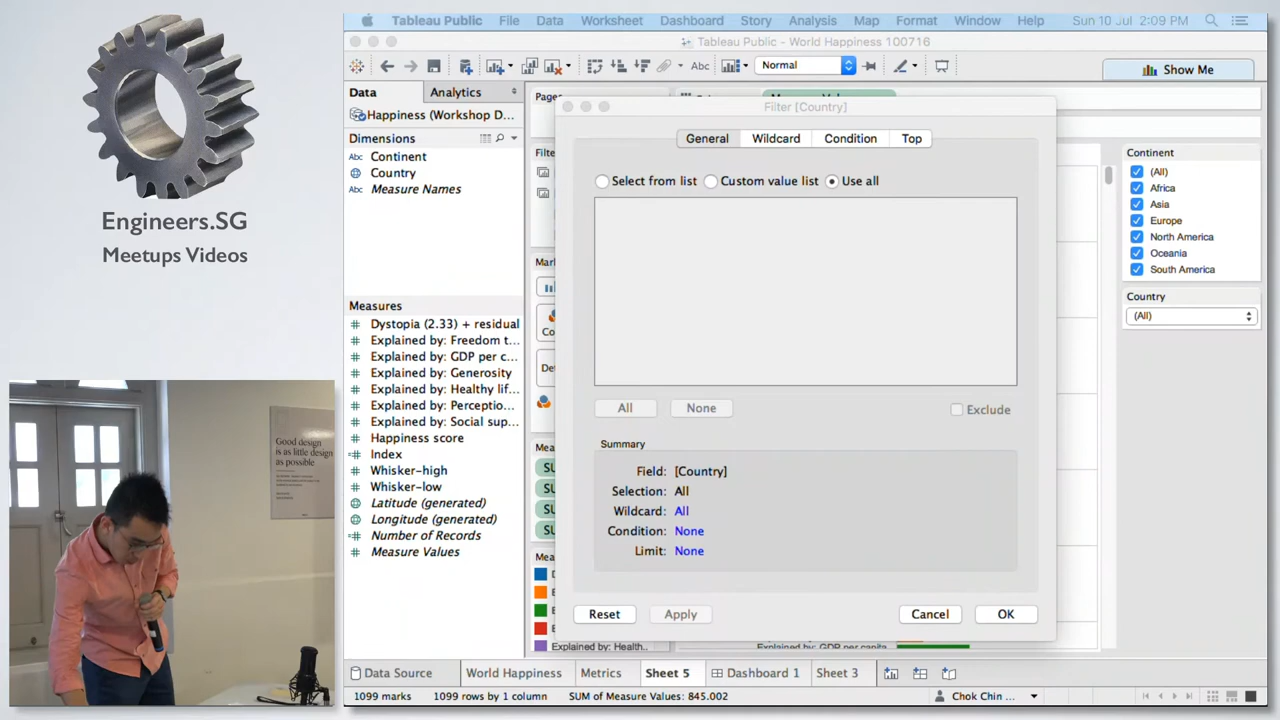 Engineers.SG
Meetups Videos
Good design
is as little design
as possible
Tableau Public File Data Worksheet Dashboard Story Analysis Map Format Window Help Sun 10 Jul 2:09 PM
Tableau Public - World Happiness 100716
Abc Normal Show Me
Data Analytics
Happiness (Workshop D...
Dimensions
Abc Continent
Country
Abc Measure Names
Measures
Dystopia (2.33) + residual
Explained by: Freedom t...
Explained by: GDP per c...
Explained by: Generosity
Explained by: Healthy lif...
Explained by: Perceptio...
Explained by: Social sup...
Happiness score
Index
Whisker-high
Whisker-low
Latitude (generated)
Longitude (generated)
Number of Records
Measure Values
Pages
Filter [Country]
General Wildcard Condition Top
Select from list Custom value list Use all
All None Exclude
Summary
Field: [Country]
Selection: All
Wildcard: All
Condition: None
Limit: None
Reset Apply Cancel OK
Explained by: Health.. Explained by: GDP per capita
Continent
(All)
Africa
Asia
Europe
North America
Oceania
South America
Country
(All)
Data Source World Happiness Metrics Sheet 5 Dashboard 1 Sheet 3
1099 marks 1099 rows by 1 column SUM of Measure Values: 845.002 Chok Chin ...